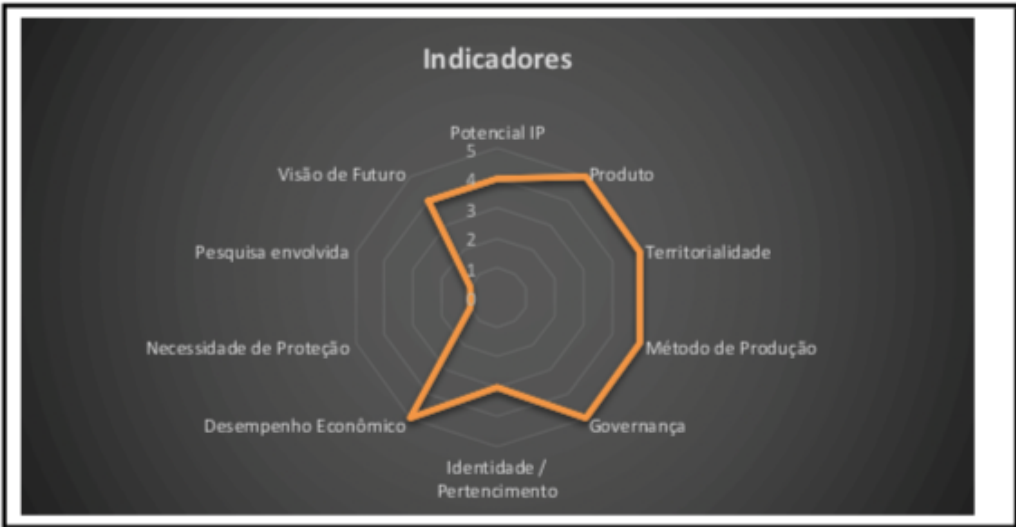 Indicadores
Potencial IP
5
Visão de Futuro
Produto
4
3
Pesquisa envolvida
2
Territorialidade
1
0
Necessidade de Proteção
Método de Produção
Desempenho Econômico
Governança
Identidade /
Pertencimento